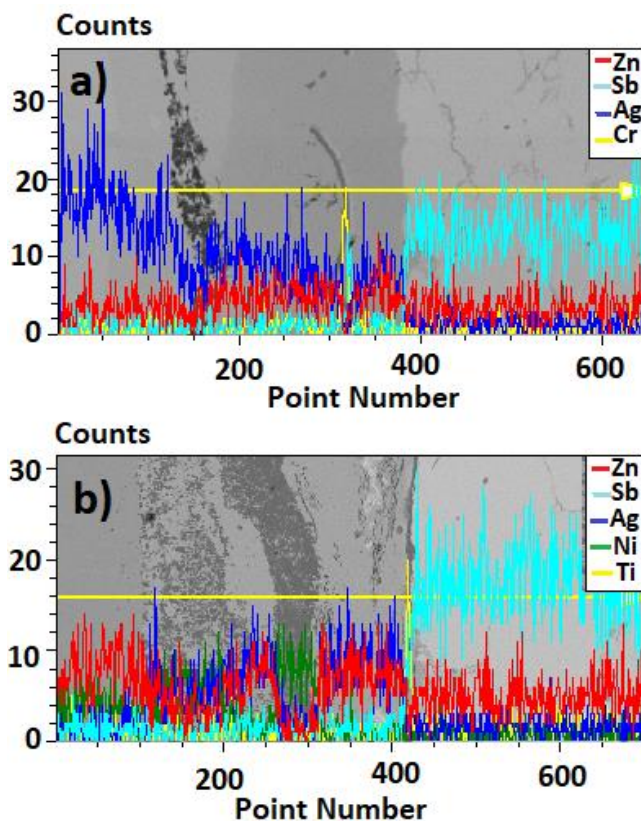 Counts
a)
30
20
10
0
Zn
Sb
Ag
Cr
200
400
600
Point Number
Counts
b)
30
20
10
0
Zn
Sb
Ag
Ni
Ti
200
400
600
Point Number